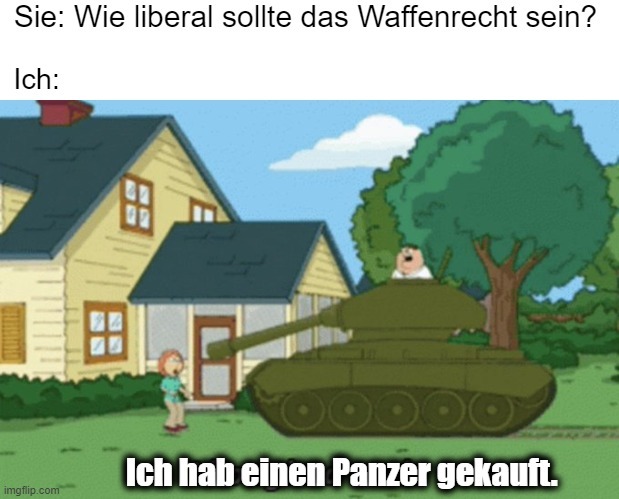 Sie: Wie liberal sollte das Waffenrecht sein?
Ich:
Ich hab einen Panzer gekauft.
imgflip.com